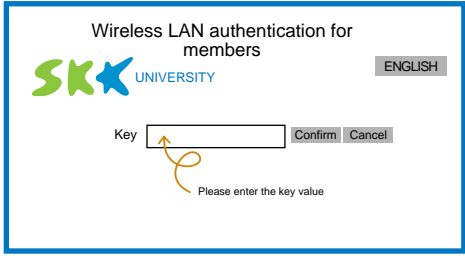 Wireless LAN authentication for
members
SKK UNIVERSITY
ENGLISH
Key
Confirm Cancel
Please enter the key value